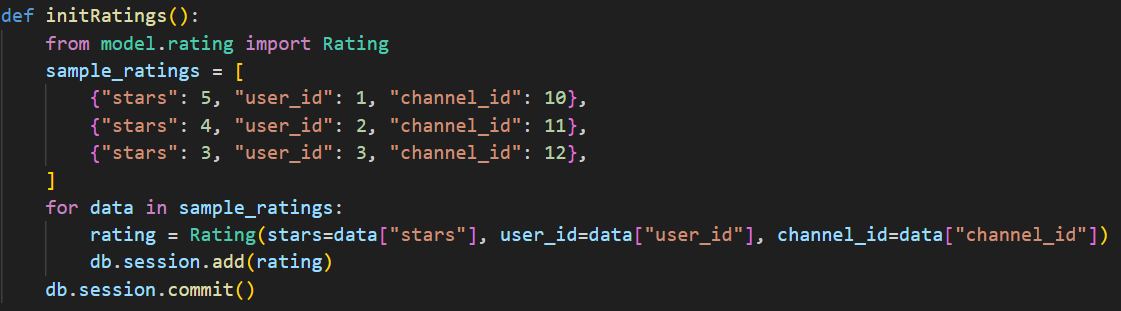 def initRatings():
    from model.rating import Rating
    sample_ratings = [
        {"stars": 5, "user_id": 1, "channel_id": 10},
        {"stars": 4, "user_id": 2, "channel_id": 11},
        {"stars": 3, "user_id": 3, "channel_id": 12},
    ]
    for data in sample_ratings:
        rating = Rating(stars=data["stars"], user_id=data["user_id"], channel_id=data["channel_id"])
        db.session.add(rating)
    db.session.commit()